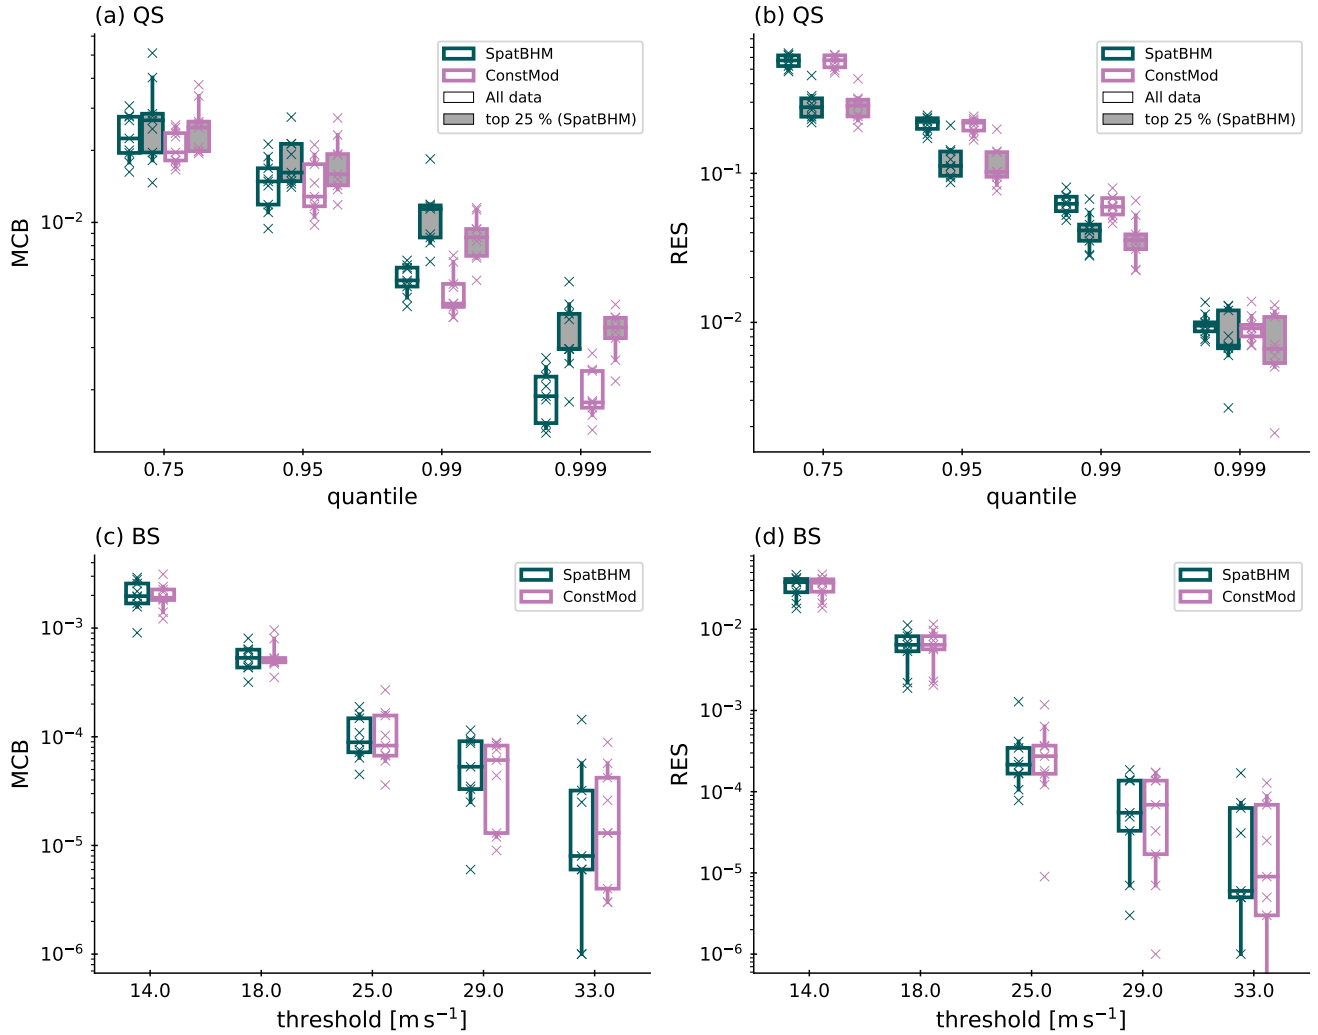 (a) QS
MCB
10⁻²
SpatBHM
ConstMod
All data
top 25 % (SpatBHM)
0.75 0.95 0.99 0.999
quantile
(b) QS
RES
10⁻¹
10⁻²
SpatBHM
ConstMod
All data
top 25 % (SpatBHM)
0.75 0.95 0.99 0.999
quantile
(c) BS
MCB
10⁻³
10⁻⁴
10⁻⁵
10⁻⁶
SpatBHM
ConstMod
14.0 18.0 25.0 29.0 33.0
threshold [m s⁻¹]
(d) BS
RES
10⁻²
10⁻³
10⁻⁴
10⁻⁵
10⁻⁶
SpatBHM
ConstMod
14.0 18.0 25.0 29.0 33.0
threshold [m s⁻¹]